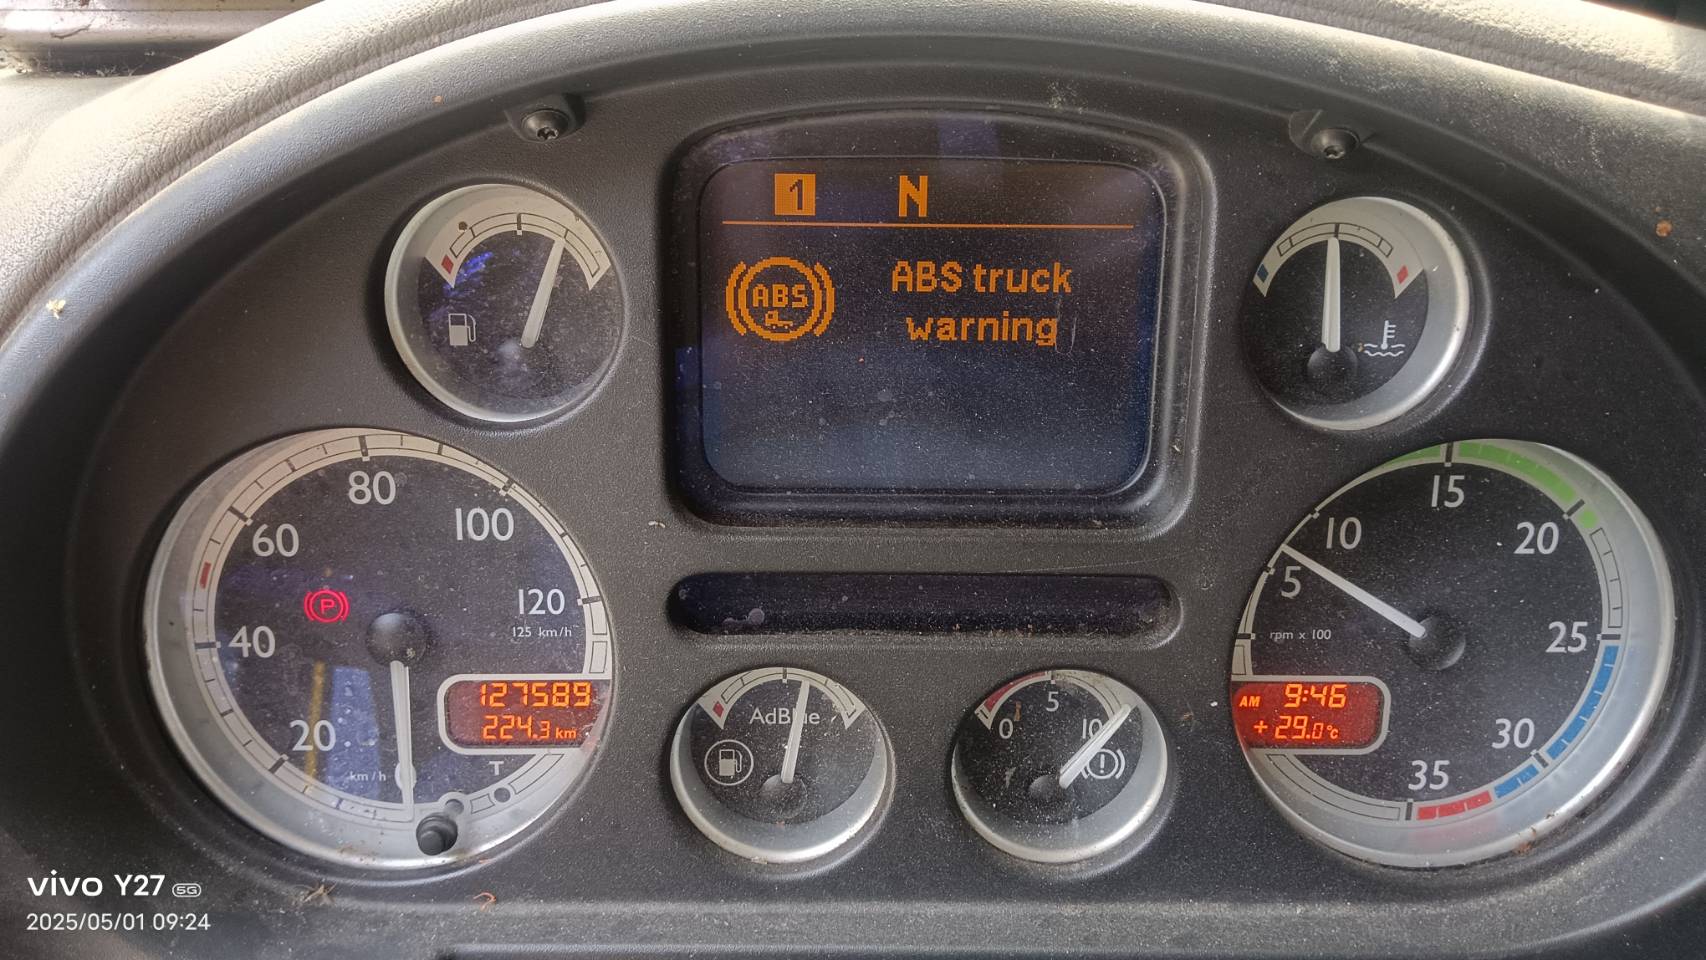 1 N
ABS
ABS truck
warning
80
60
100
40
120
125 km/h
20
km/h
P
127589
224.3 km
T
AdBlue
0
5
10
5
10
15
20
25
30
35
rpm x 100
AM 9:46
+29.0°C
vivo Y27 5G
2025/05/01 09:24